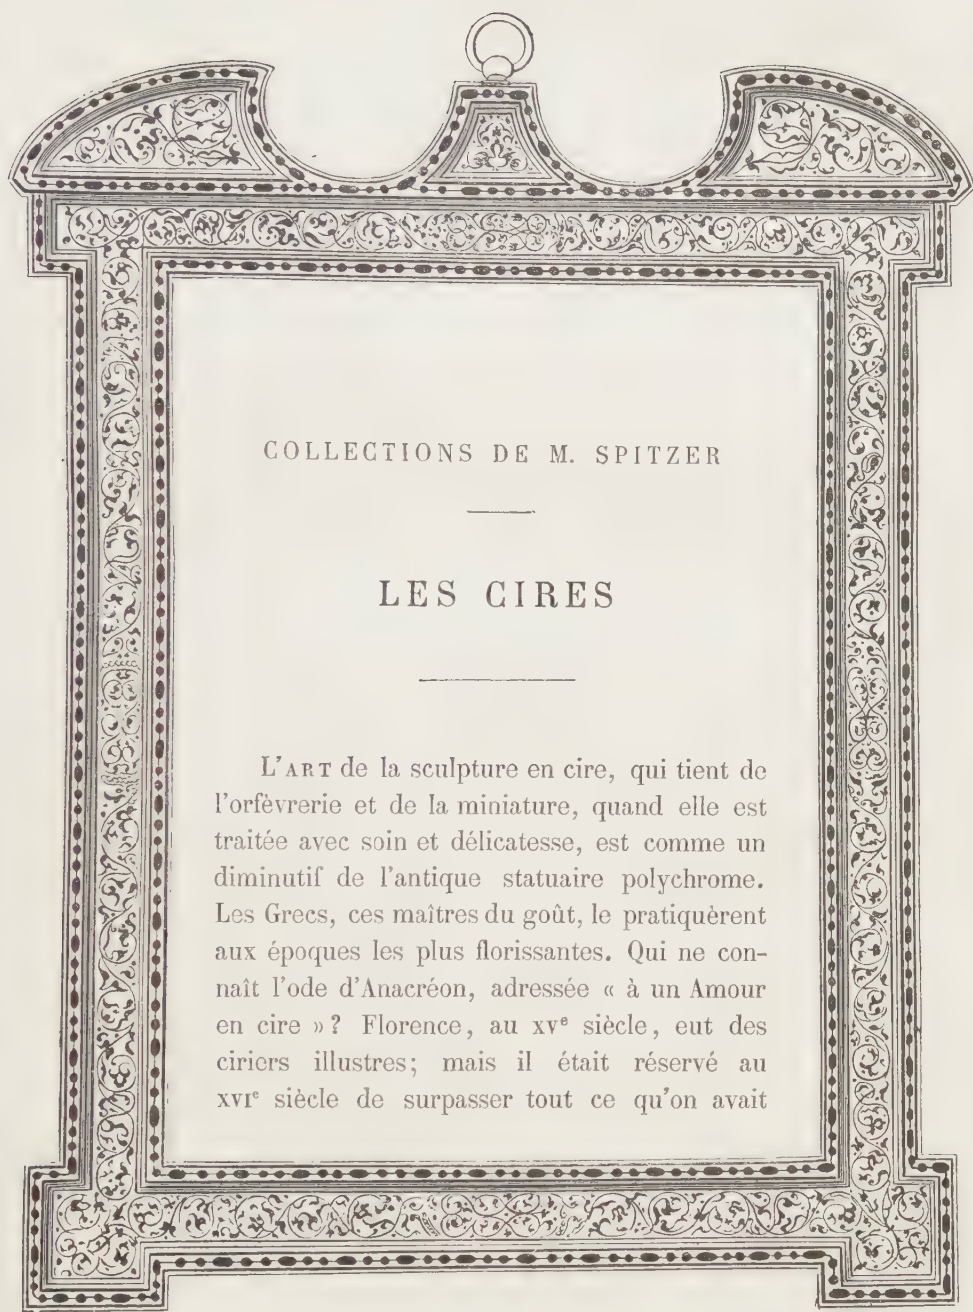 COLLECTIONS DE M. SPITZER
LES CIRES
L'ART de la sculpture en cire, qui tient de
l'orfèvrerie et de la miniature, quand elle est
traitée avec soin et délicatesse, est comme un
diminutif de l'antique statuaire polychrome.
Les Grecs, ces maîtres du goût, le pratiquèrent
aux époques les plus florissantes. Qui ne con-
naît l'ode d'Anacréon, adressée « à un Amour
en cire »? Florence, au XVᵉ siècle, eut des
ciriers illustres; mais il était réservé au
XVIᵉ siècle de surpasser tout ce qu'on avait